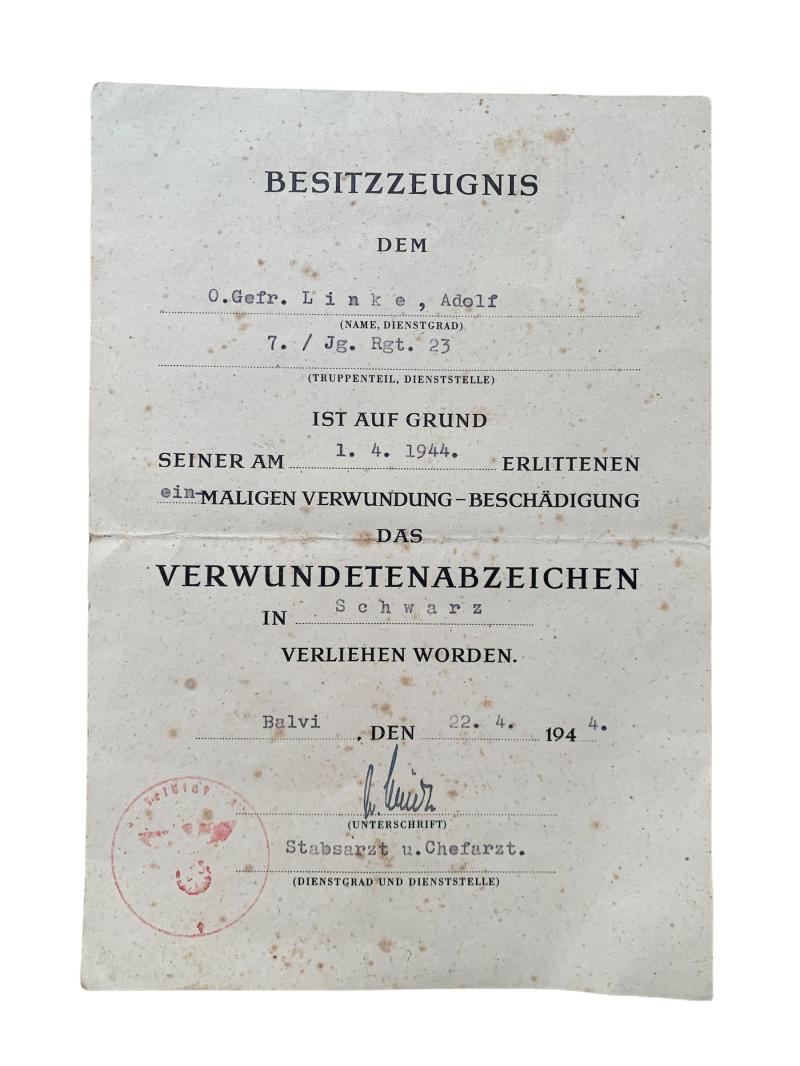 BESITZZEUGNIS
DEM
O.Gefr. Linke, Adolf
(NAME, DIENSTGRAD)
7. / Jg. Rgt. 23
(TRUPPENTEIL, DIENSTSTELLE)
IST AUF GRUND
SEINER AM 1. 4. 1944. ERLITTENEN
ein-MALIGEN VERWUNDUNG – BESCHÄDIGUNG
DAS
VERWUNDETENABZEICHEN
IN Schwarz
VERLIEHEN WORDEN.
Balvi, DEN 22. 4. 1944.
(UNTERSCHRIFT)
Stabsarzt u.Chefarzt.
(DIENSTGRAD UND DIENSTSTELLE)